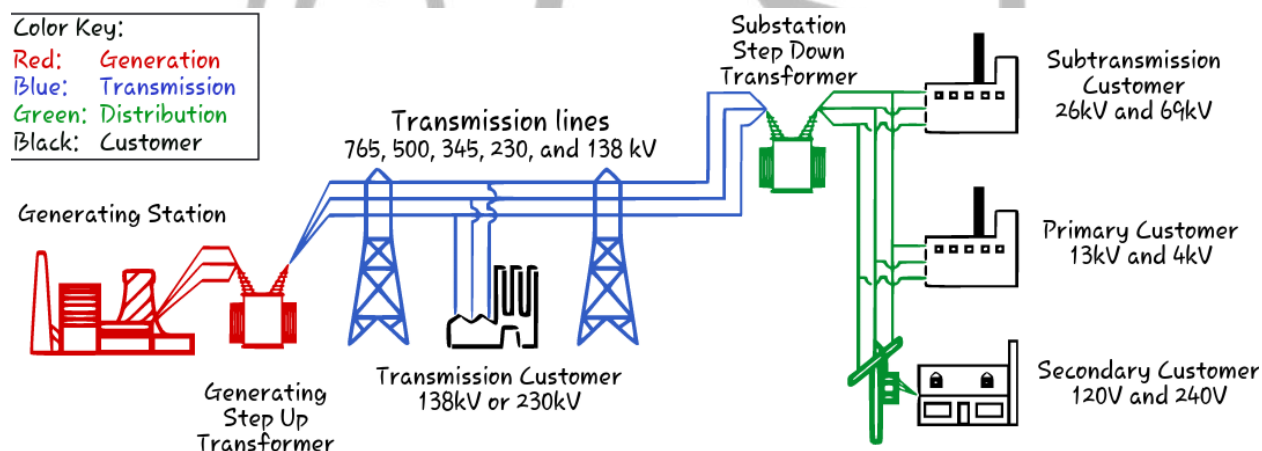 Color Key:
Red: Generation
Blue: Transmission
Green: Distribution
Black: Customer
Substation
Step Down
Transformer
Subtransmission
Customer
26kV and 69kV
Transmission lines
765, 500, 345, 230, and 138 kV
Generating Station
Primary Customer
13kV and 4kV
Transmission Customer
138kV or 230kV
Secondary Customer
120V and 240V
Generating
Step Up
Transformer